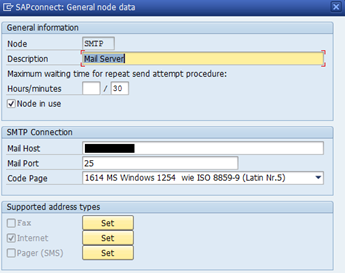 SAPconnect: General node data
General information
Node SMTP
Description Mail Server
Maximum waiting time for repeat send attempt procedure:
Hours/minutes / 30
Node in use
SMTP Connection
Mail Host
Mail Port 25
Code Page 1614 MS Windows 1254 wie ISO 8859-9 (Latin Nr.5)
Supported address types
Fax Set
Internet Set
Pager (SMS) Set